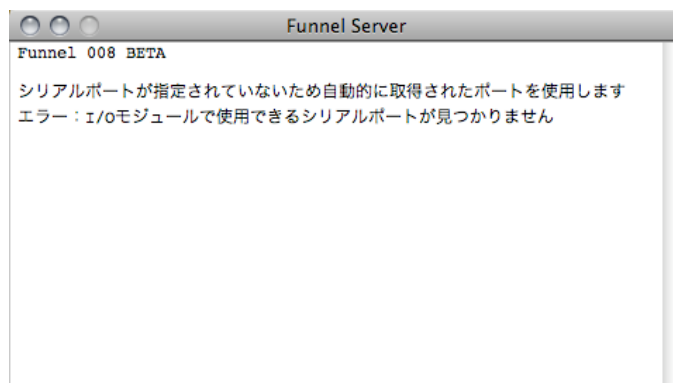 Funnel Server
Funnel 008 BETA
シリアルポートが指定されていないため自動的に取得されたポートを使用します
エラー：I/Oモジュールで使用できるシリアルポートが見つかりません